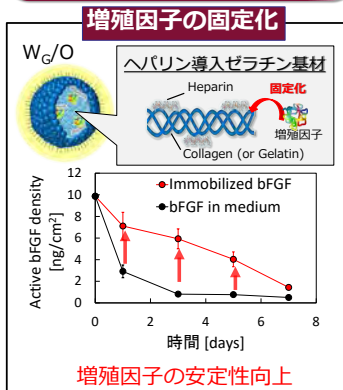 増殖因子の固定化
W_G/O
ヘパリン導入ゼラチン基材
Heparin
固定化
増殖因子
Collagen (or Gelatin)
Active bFGF density
[ng/cm²]
12
10
8
6
4
2
0
Immobilized bFGF
bFGF in medium
0 2 4 6 8
時間 [days]
増殖因子の安定性向上